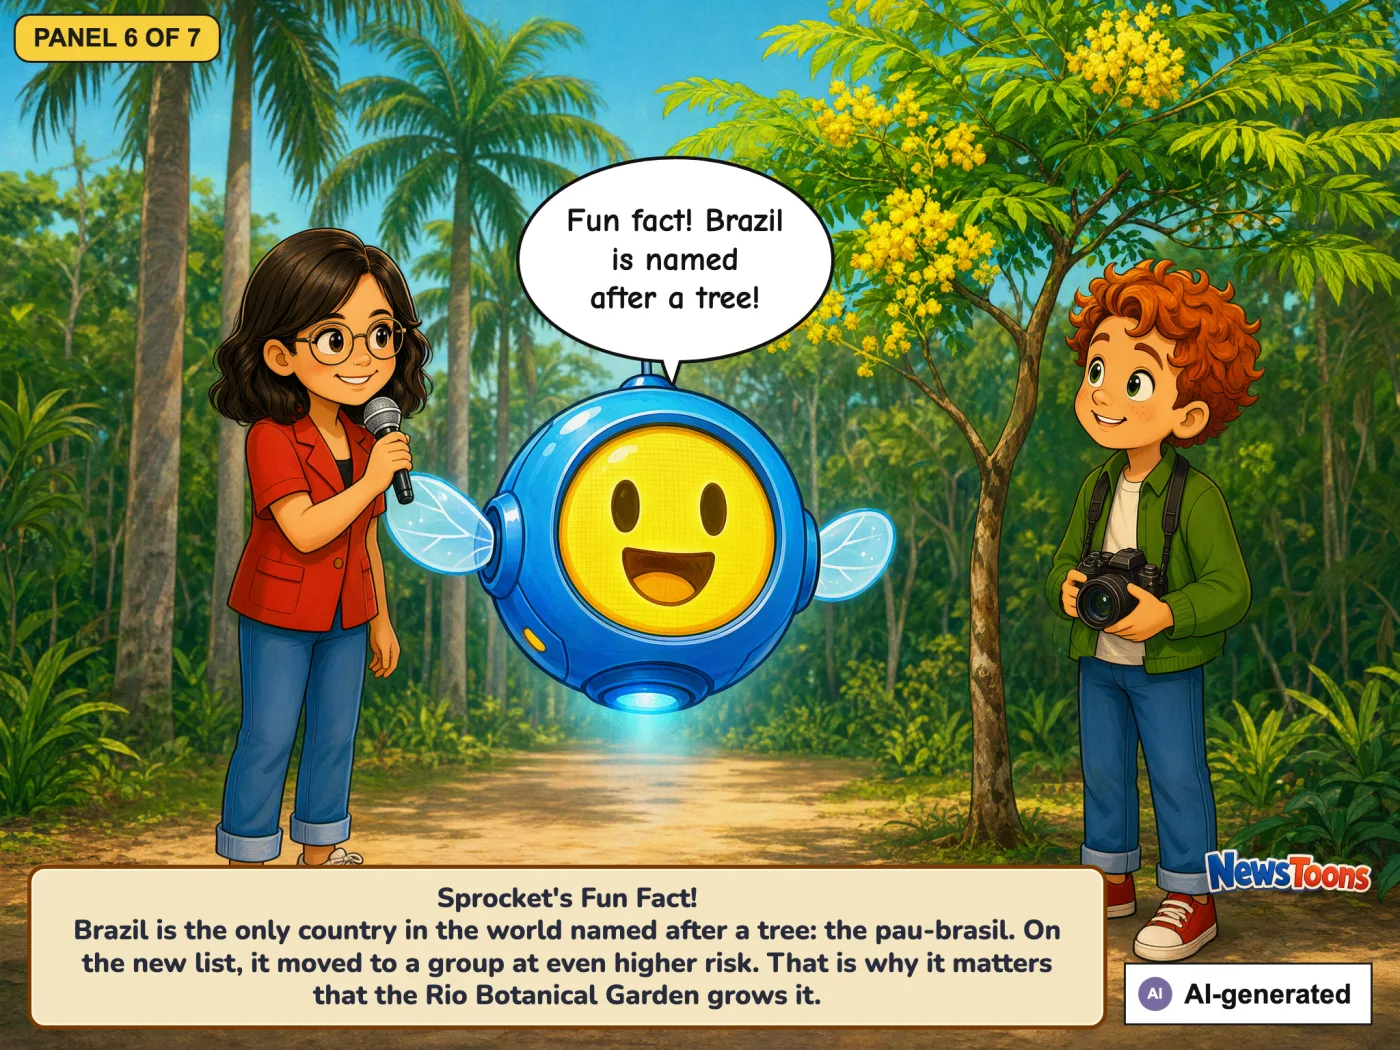 PANEL 6 OF 7
Fun fact! Brazil
is named
after a tree!
Sprocket's Fun Fact!
Brazil is the only country in the world named after a tree: the pau-brasil. On
the new list, it moved to a group at even higher risk. That is why it matters
that the Rio Botanical Garden grows it.
NewsToons
AI AI-generated